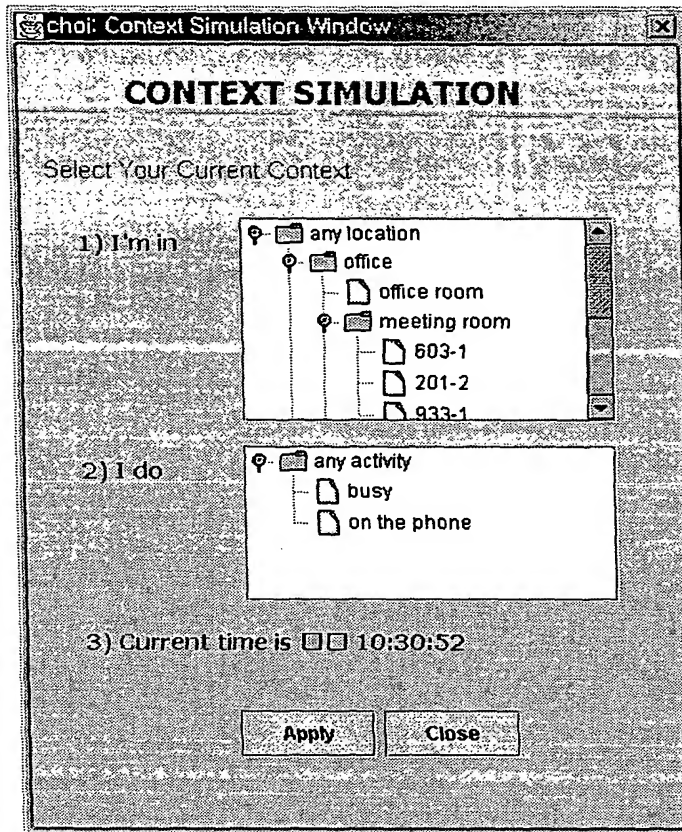 choi: Context Simulation Window
CONTEXT SIMULATION
Select Your Current Context
1) I'm in
any location
office
office room
meeting room
603-1
201-2
933-1
2) I do
any activity
busy
on the phone
3) Current time is □□ 10:30:52
Apply Close